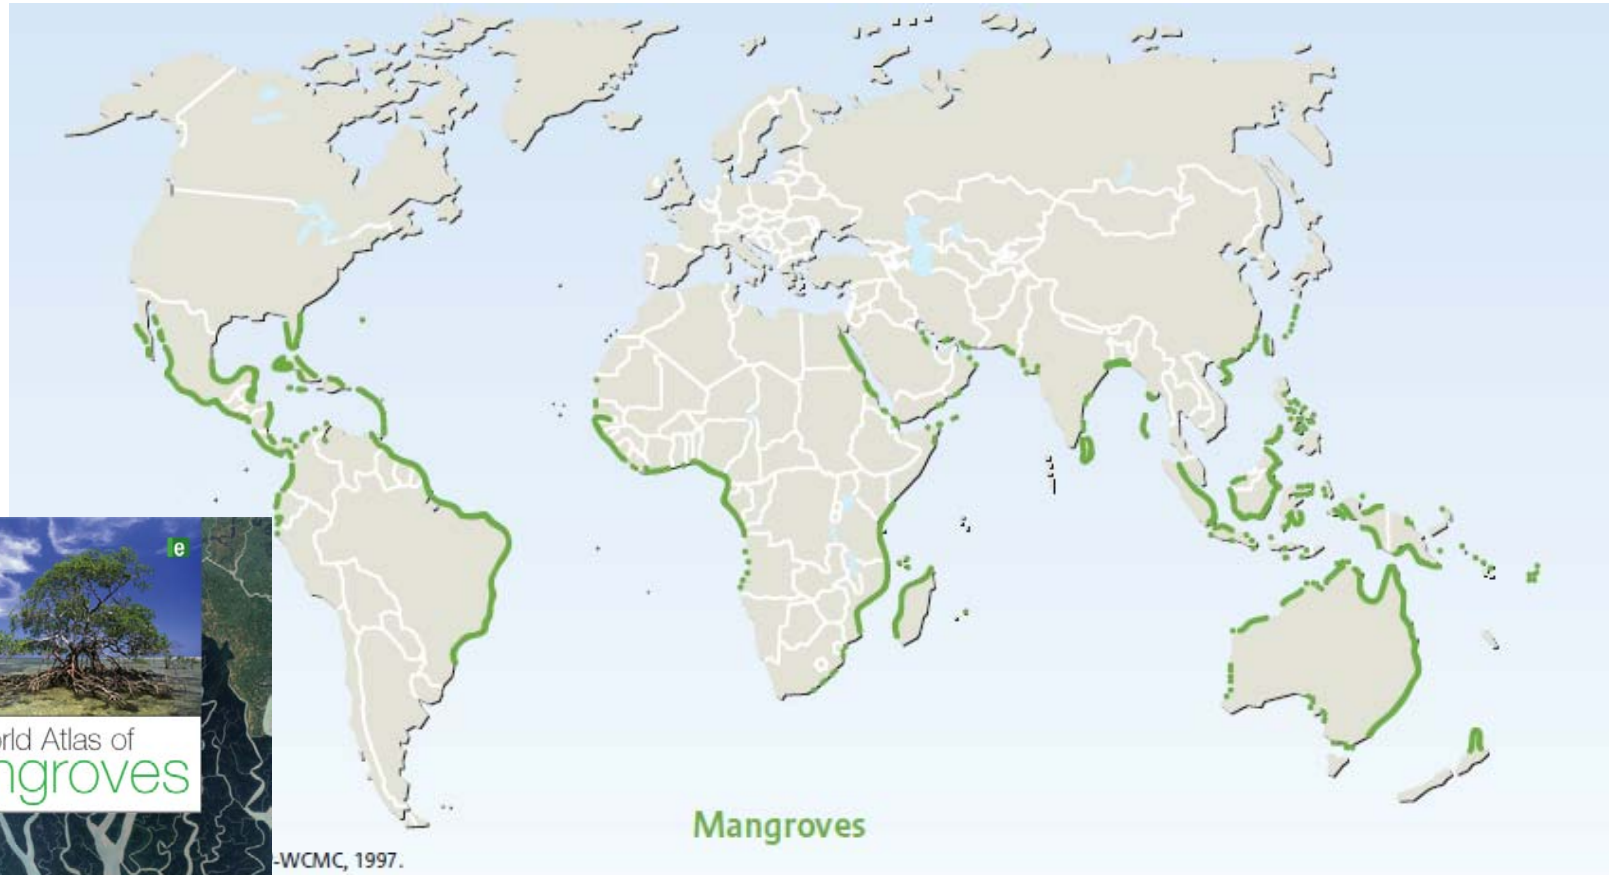 Mangroves
-WCMC, 1997.
e
rld Atlas of
ngroves